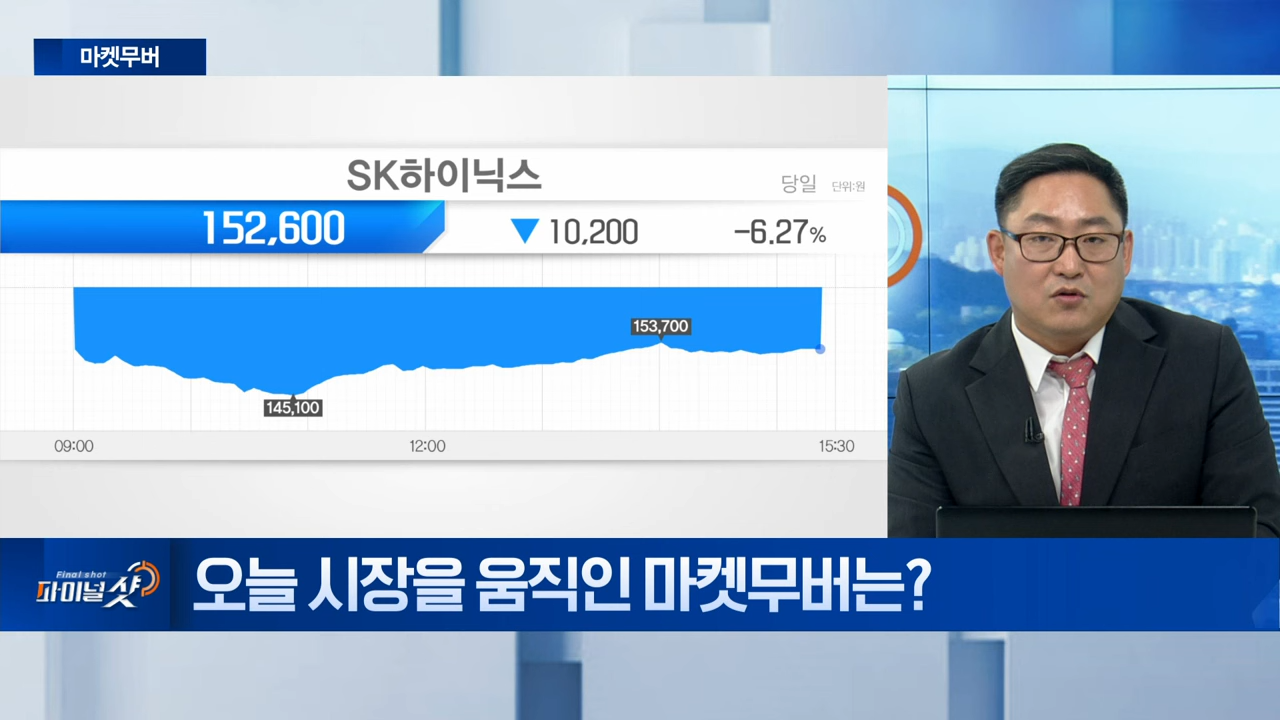 마켓무버
SK하이닉스
당일 단위:원
152,600 ▼ 10,200 -6.27%
153,700
145,100
09:00 12:00 15:30
Final shot
파이널샷
오늘 시장을 움직인 마켓무버는?